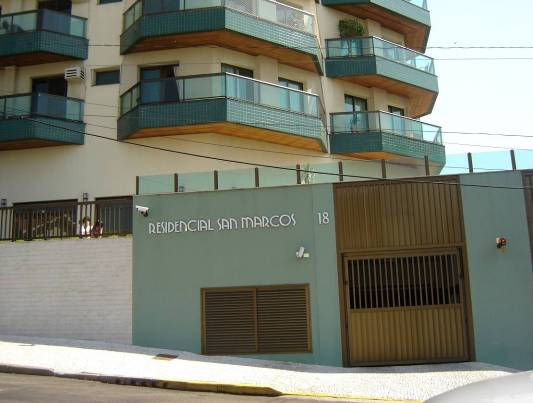 RESIDENCIAL SAN MARCOS 18